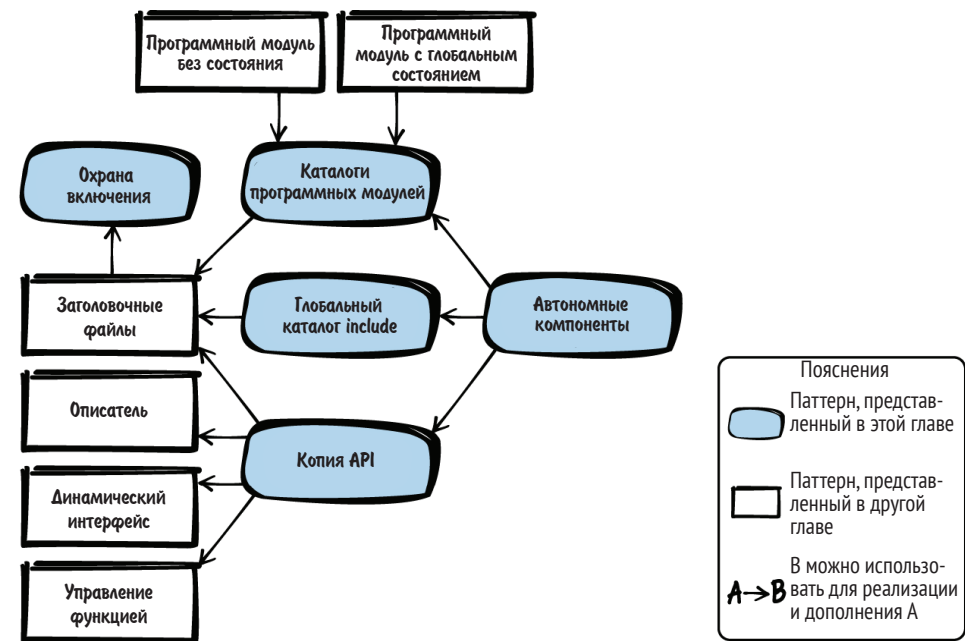 Программный модуль
без состояния
Программный
модуль с глобальным
состоянием
Охрана
включения
Каталоги
программных модулей
Заголовочные
файлы
Глобальный
каталог include
Автономные
компоненты
Описатель
Копия API
Динамический
интерфейс
Управление
функцией
Пояснения
Паттерн, представ-
ленный в этой главе
Паттерн, представ-
ленный в другой
главе
A→B
В можно использо-
вать для реализации
и дополнения А